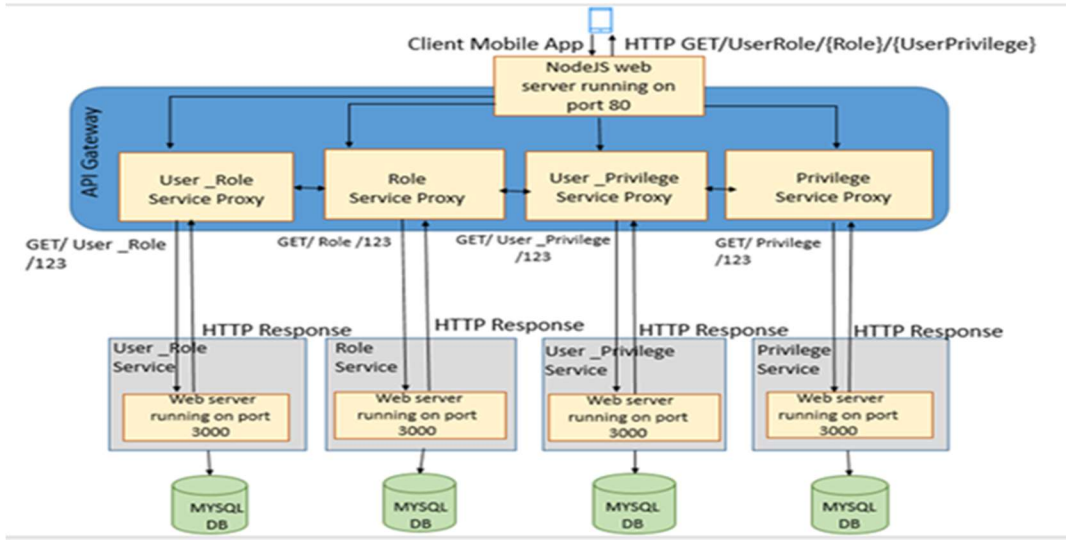 Client Mobile App
HTTP GET/UserRole/{Role}/{UserPrivilege}
NodeJS web
server running on
port 80
API Gateway
User _Role
Service Proxy
Role
Service Proxy
User _Privilege
Service Proxy
Privilege
Service Proxy
GET/ User _Role
/123
GET/ Role /123
GET/ User _Privilege
/123
GET/ Privilege
/123
HTTP Response
HTTP Response
HTTP Response
HTTP Response
User _Role
Service
Role
Service
User _Privilege
Service
Privilege
Service
Web server
running on port
3000
Web server
running on port
3000
Web server
running on port
3000
Web server
running on port
3000
MYSQL
DB
MYSQL
DB
MYSQL
DB
MYSQL
DB